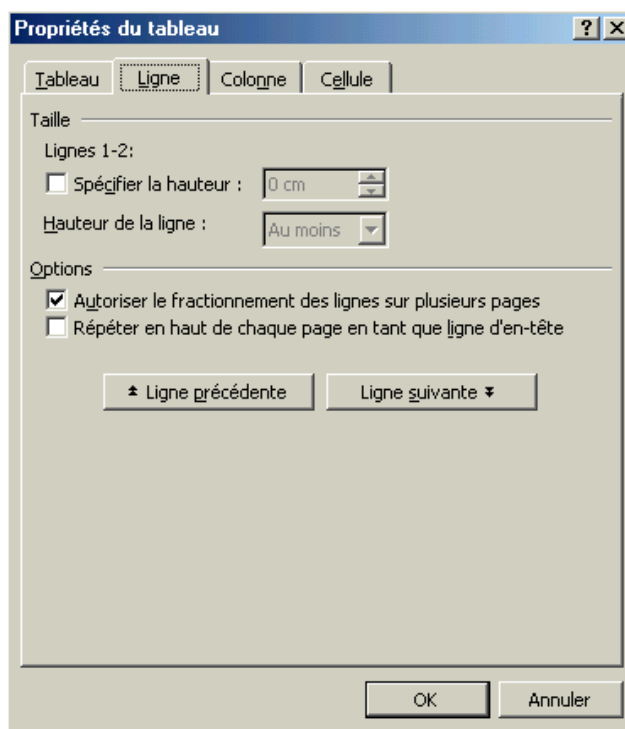 Propriétés du tableau
Tableau Ligne Colonne Cellule
Taille
Lignes 1-2:
Spécifier la hauteur : 0 cm
Hauteur de la ligne : Au moins
Options
Autoriser le fractionnement des lignes sur plusieurs pages
Répéter en haut de chaque page en tant que ligne d'en-tête
Ligne précédente Ligne suivante
OK Annuler